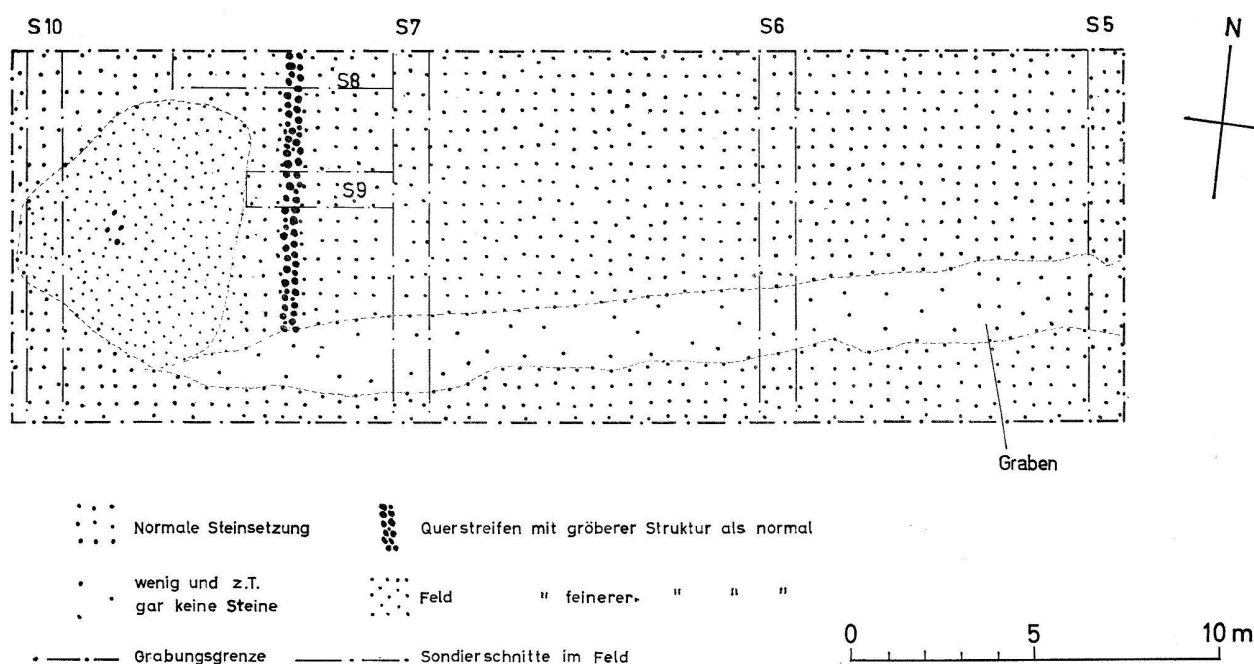 S10 S7 S6 S5 N
S8
S9
Graben
Normale Steinsetzung
Querstreifen mit gröberer Struktur als normal
wenig und z.T.
gar keine Steine
Feld " feinerer " " "
Grabungsgrenze
Sondierschnitte im Feld
0 5 10 m